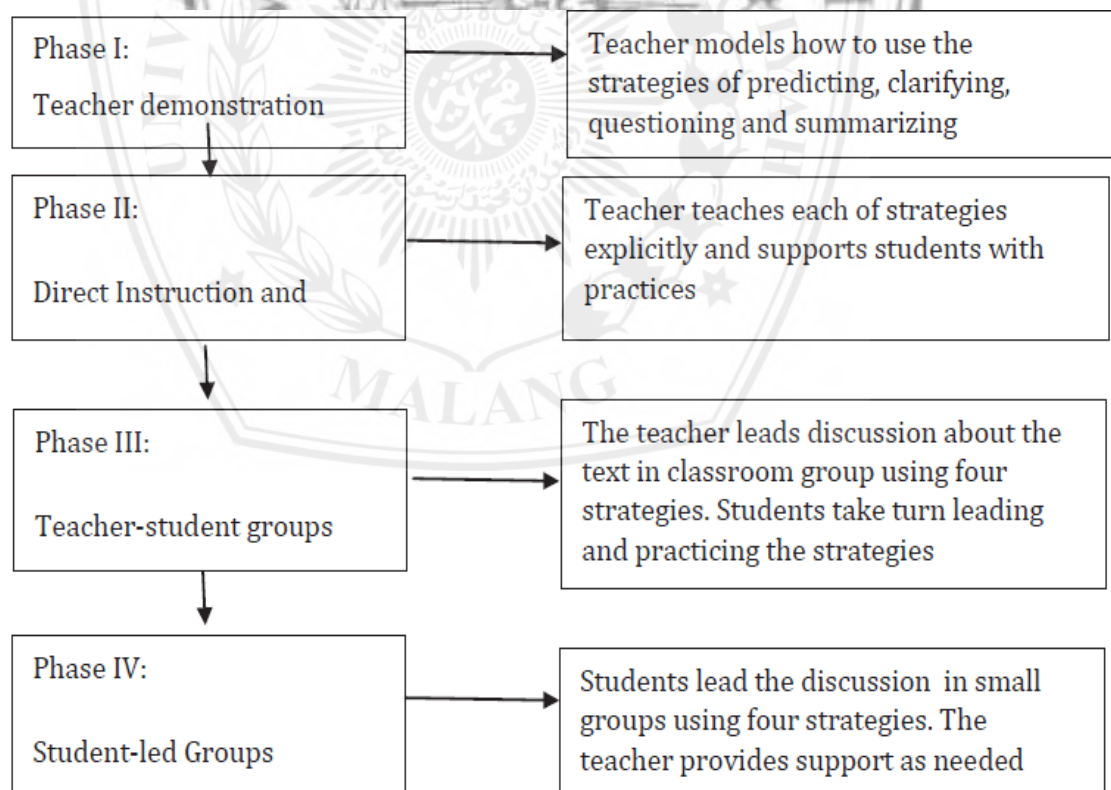 Phase I:
Teacher demonstration
Teacher models how to use the
strategies of predicting, clarifying,
questioning and summarizing
Phase II:
Direct Instruction and
Teacher teaches each of strategies
explicitly and supports students with
practices
Phase III:
Teacher-student groups
The teacher leads discussion about the
text in classroom group using four
strategies. Students take turn leading
and practicing the strategies
Phase IV:
Student-led Groups
Students lead the discussion in small
groups using four strategies. The
teacher provides support as needed
MALANG